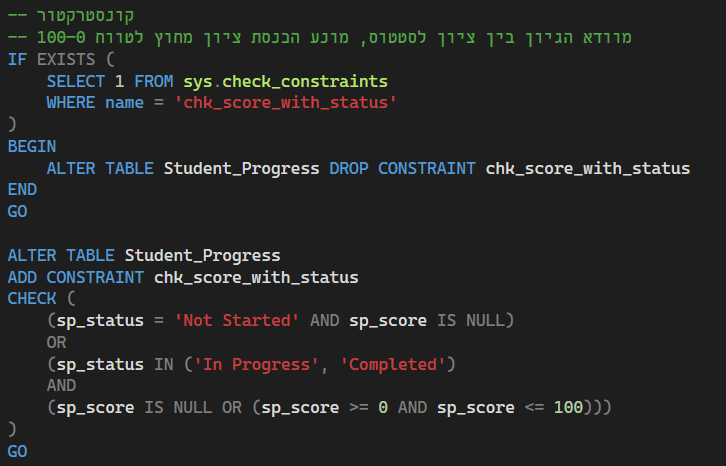 -- קונסטרקטור
-- מוודא הגיון בין ציון לסטטוס, מונע הכנסת ציון מחוץ לטווח 0–100
IF EXISTS (
    SELECT 1 FROM sys.check_constraints
    WHERE name = 'chk_score_with_status'
)
BEGIN
    ALTER TABLE Student_Progress DROP CONSTRAINT chk_score_with_status
END
GO

ALTER TABLE Student_Progress
ADD CONSTRAINT chk_score_with_status
CHECK (
    (sp_status = 'Not Started' AND sp_score IS NULL)
    OR
    (sp_status IN ('In Progress', 'Completed')
    AND
    (sp_score IS NULL OR (sp_score >= 0 AND sp_score <= 100)))
)
GO